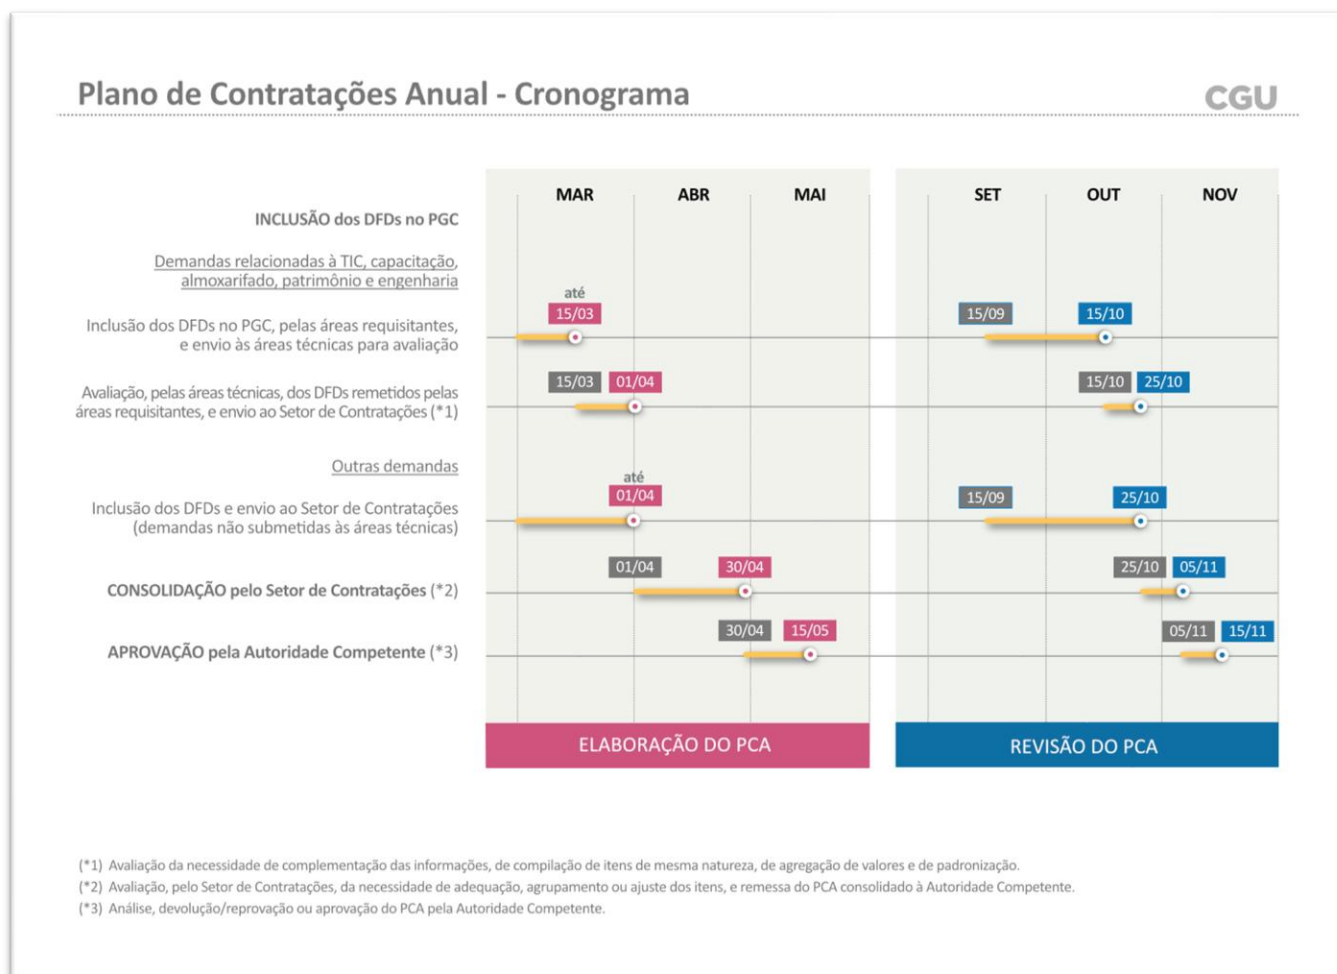 Plano de Contratações Anual - Cronograma
CGU
MAR ABR MAI SET OUT NOV
INCLUSÃO dos DFDs no PGC
Demandas relacionadas à TIC, capacitação,
almoxarifado, patrimônio e engenharia
até
15/03 15/09 15/10
Inclusão dos DFDs no PGC, pelas áreas requisitantes,
e envio às áreas técnicas para avaliação
15/03 01/04 15/10 25/10
Avaliação, pelas áreas técnicas, dos DFDs remetidos pelas
áreas requisitantes, e envio ao Setor de Contratações (*1)
Outras demandas
até
01/04 15/09 25/10
Inclusão dos DFDs e envio ao Setor de Contratações
(demandas não submetidas às áreas técnicas)
01/04 30/04 25/10 05/11
CONSOLIDAÇÃO pelo Setor de Contratações (*2)
30/04 15/05 05/11 15/11
APROVAÇÃO pela Autoridade Competente (*3)
ELABORAÇÃO DO PCA REVISÃO DO PCA
(*1) Avaliação da necessidade de complementação das informações, de compilação de itens de mesma natureza, de agregação de valores e de padronização.
(*2) Avaliação, pelo Setor de Contratações, da necessidade de adequação, agrupamento ou ajuste dos itens, e remessa do PCA consolidado à Autoridade Competente.
(*3) Análise, devolução/reprovação ou aprovação do PCA pela Autoridade Competente.